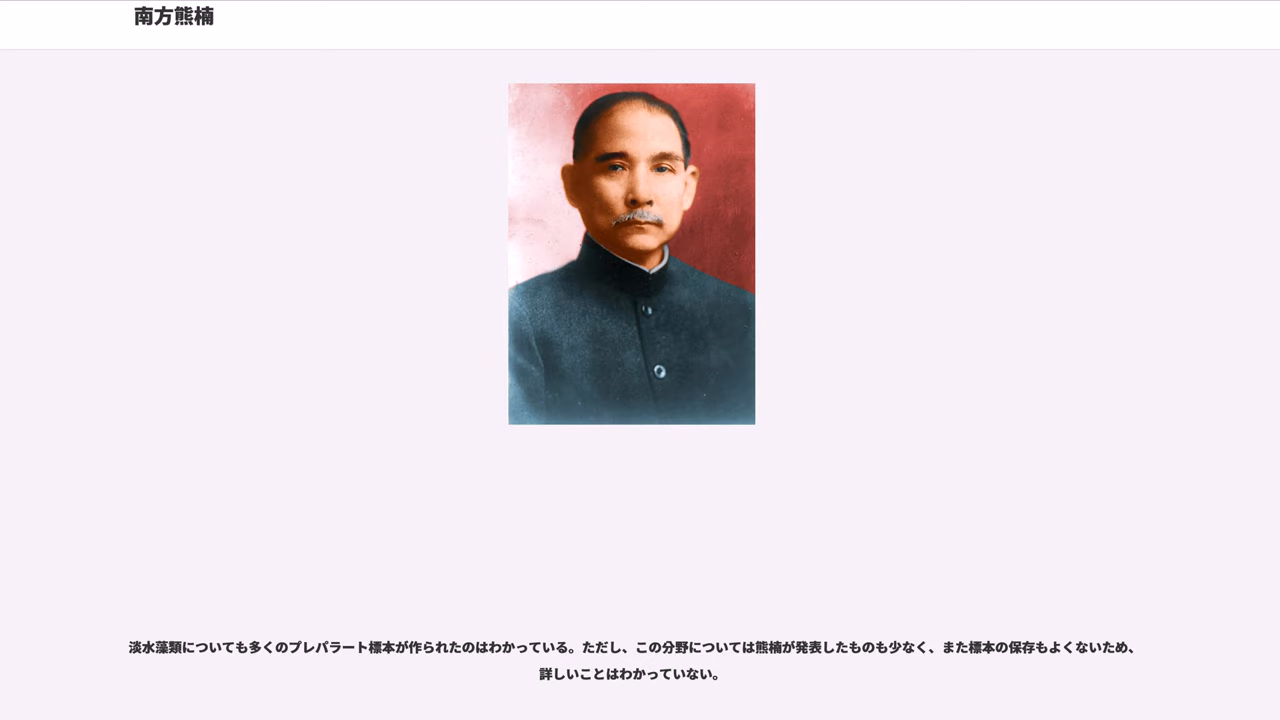 南方熊楠
淡水藻類についても多くのプレパラート標本が作られたのはわかっている。ただし、この分野については熊楠が発表したものも少なく、また標本の保存もよくないため、
詳しいことはわかっていない。